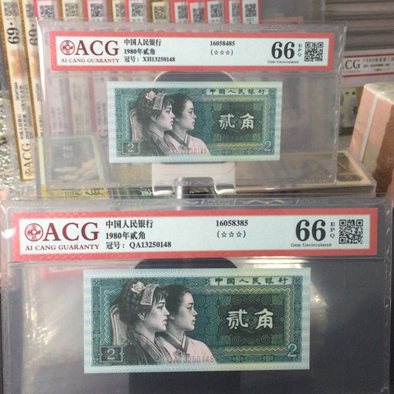 ACG
AI CANG GUARANTY
中国人民银行
1980年贰角
冠号：XH13250148
16058485
(☆☆☆)
66 EPQ
Gem Uncirculated
中国人民银行
贰角
2
2
ACG
AI CANG GUARANTY
中国人民银行
1980年贰角
冠号：QA13250148
16058385
(☆☆☆)
66 EPQ
Gem Uncirculated
中国人民银行
贰角
2
2